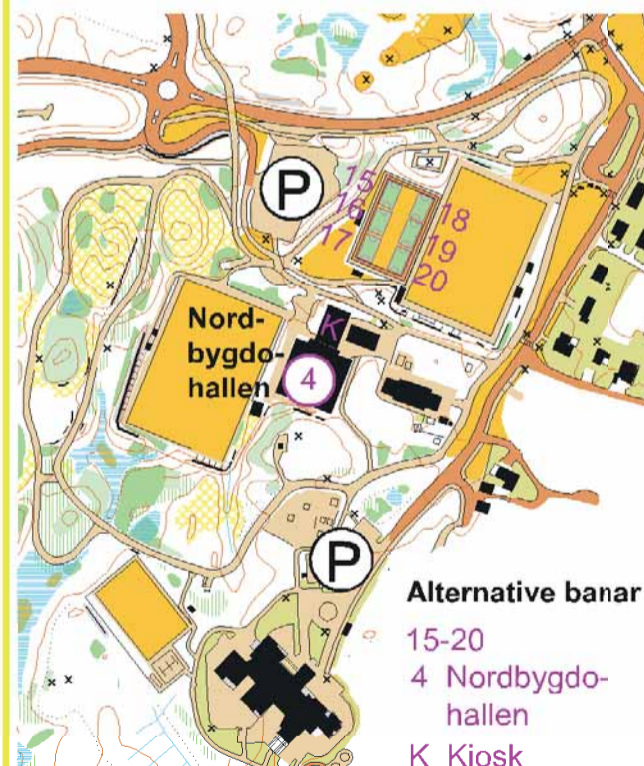 P
15
16
17
18
19
20
K
Nord-
bygdo-
hallen
4
P
Alternative banar
15-20
4 Nordbygdo-
hallen
K Kiosk